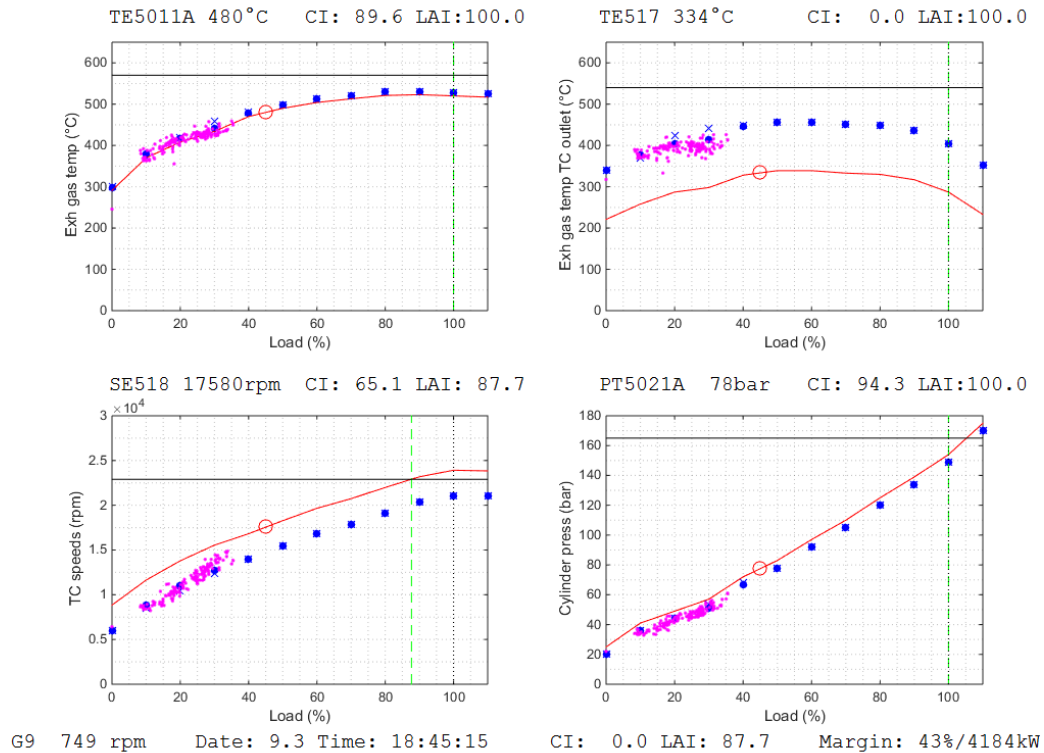 TE5011A 480°C CI: 89.6 LAI:100.0
600
500
400
300
200
100
0
Exh gas temp (°C)
0 20 40 60 80 100
Load (%)
TE517 334°C CI: 0.0 LAI:100.0
600
500
400
300
200
100
0
Exh gas temp TC outlet (°C)
0 20 40 60 80 100
Load (%)
SE518 17580rpm CI: 65.1 LAI: 87.7
× 10⁴
3
2.5
2
1.5
1
0.5
0
TC speeds (rpm)
0 20 40 60 80 100
Load (%)
PT5021A 78bar CI: 94.3 LAI:100.0
180
160
140
120
100
80
60
40
20
0
Cylinder press (bar)
0 20 40 60 80 100
Load (%)
G9 749 rpm Date: 9.3 Time: 18:45:15 CI: 0.0 LAI: 87.7 Margin: 43%/4184kW